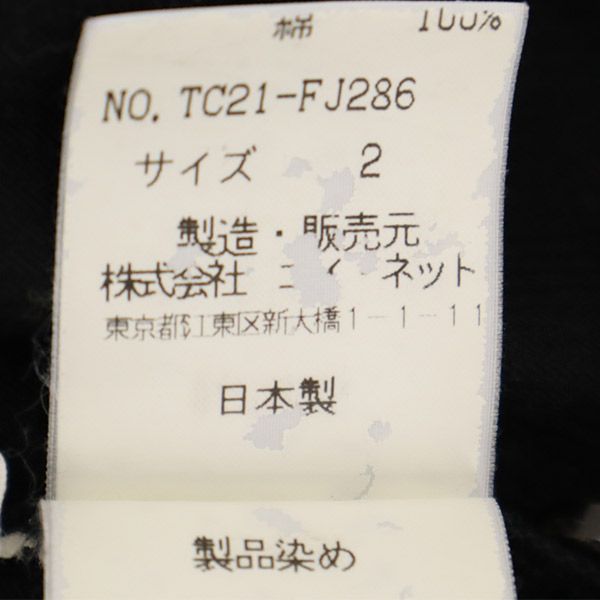 綿 100%
NO. TC21-FJ286
サイズ 2
製造・販売元
株式会社 ネット
東京都江東区新大橋1-1-11
日本製
製品染め